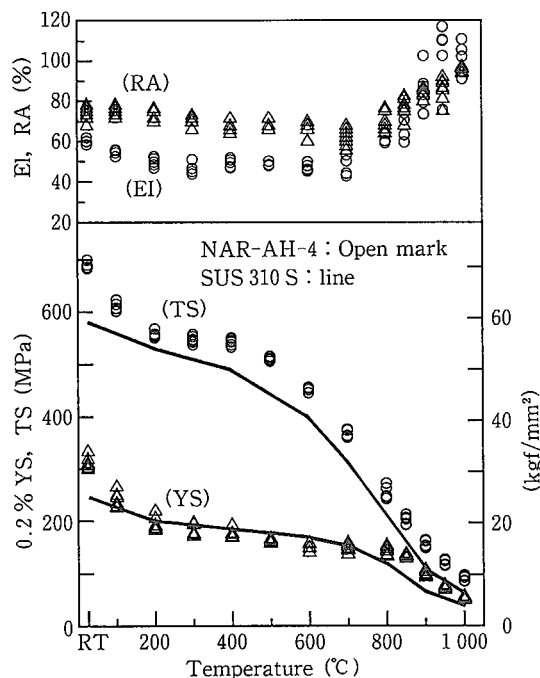 El, RA (%)
120
100
80
60
40
20
(RA)
(EI)
NAR-AH-4 : Open mark
SUS 310 S : line
0.2 % YS, TS (MPa)
600
400
200
0
(TS)
(YS)
60
40
20
0
(kgf/mm²)
RT 200 400 600 800 1 000
Temperature (℃)